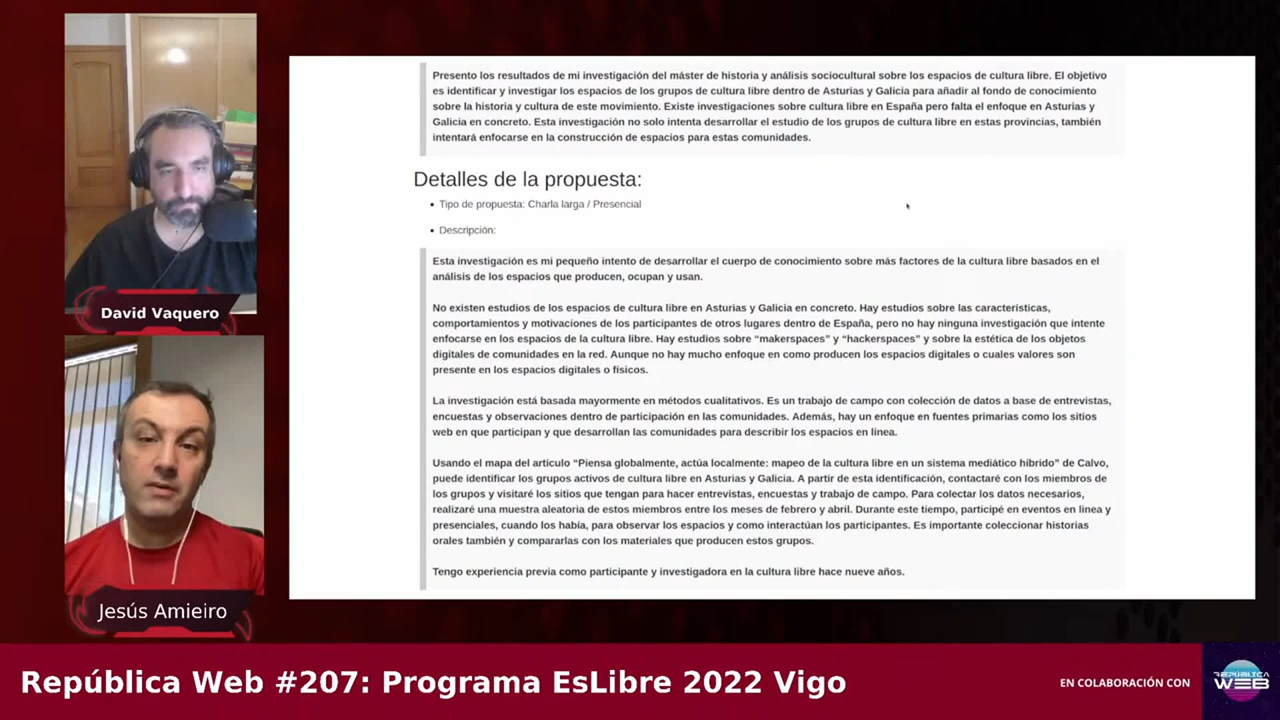 Presento los resultados de mi investigación del máster de historia y análisis sociocultural sobre los espacios de cultura libre. El objetivo
es identificar y investigar los espacios de los grupos de cultura libre dentro de Asturias y Galicia para añadir al fondo de conocimiento
sobre la historia y cultura de este movimiento. Existe investigaciones sobre cultura libre en España pero falta el enfoque en Asturias y
Galicia en concreto. Esta investigación no solo intenta desarrollar el estudio de los grupos de cultura libre en estas provincias, también
intentará enfocarse en la construcción de espacios para estas comunidades.
Detalles de la propuesta:
• Tipo de propuesta: Charla larga / Presencial
• Descripción:
Esta investigación es mi pequeño intento de desarrollar el cuerpo de conocimiento sobre más factores de la cultura libre basados en el
análisis de los espacios que producen, ocupan y usan.
No existen estudios de los espacios de cultura libre en Asturias y Galicia en concreto. Hay estudios sobre las características,
comportamientos y motivaciones de los participantes de otros lugares dentro de España, pero no hay ninguna investigación que intente
enfocarse en los espacios de la cultura libre. Hay estudios sobre “makerspaces” y “hackerspaces” y sobre la estética de los objetos
digitales de comunidades en la red. Aunque no hay mucho enfoque en como producen los espacios digitales o cuales valores son
presente en los espacios digitales o físicos.
La investigación está basada mayormente en métodos cualitativos. Es un trabajo de campo con colección de datos a base de entrevistas,
encuestas y observaciones dentro de participación en las comunidades. Además, hay un enfoque en fuentes primarias como los sitios
web en que participan y que desarrollan las comunidades para describir los espacios en línea.
Usando el mapa del artículo “Piensa globalmente, actúa localmente: mapeo de la cultura libre en un sistema mediático híbrido” de Calvo,
puede identificar los grupos activos de cultura libre en Asturias y Galicia. A partir de esta identificación, contactaré con los miembros de
los grupos y visitaré los sitios que tengan para hacer entrevistas, encuestas y trabajo de campo. Para colectar los datos necesarios,
realizaré una muestra aleatoria de estos miembros entre los meses de febrero y abril. Durante este tiempo, participé en eventos en línea y
presenciales, cuando los había, para observar los espacios y como interactúan los participantes. Es importante coleccionar historias
orales también y compararlas con los materiales que producen estos grupos.
Tengo experiencia previa como participante y investigadora en la cultura libre hace nueve años.
David Vaquero
Jesús Amieiro
República Web #207: Programa EsLibre 2022 Vigo
EN COLABORACIÓN CON
REPÚBLICA
WEB